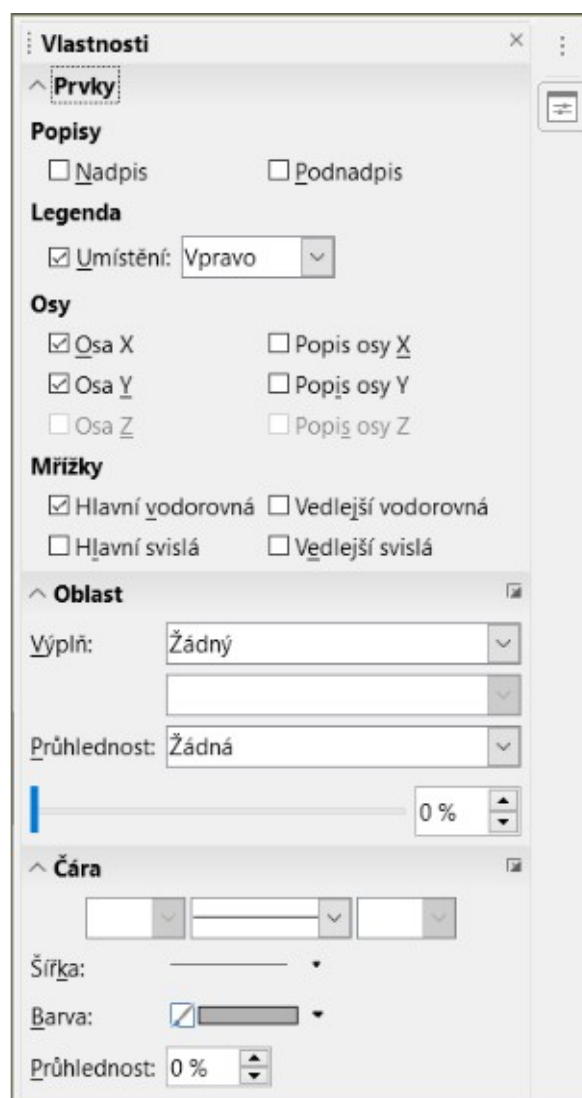 Vlastnosti
Prvky
Popisy
Nadpis Podnadpis
Legenda
Umístění: Vpravo
Osy
Osa X Popis osy X
Osa Y Popis osy Y
Osa Z Popis osy Z
Mřížky
Hlavní vodorovná Vedlejší vodorovná
Hlavní svislá Vedlejší svislá
Oblast
Výplň: Žádný
Průhlednost: Žádná
0 %
Čára
Šířka:
Barva:
Průhlednost: 0 %